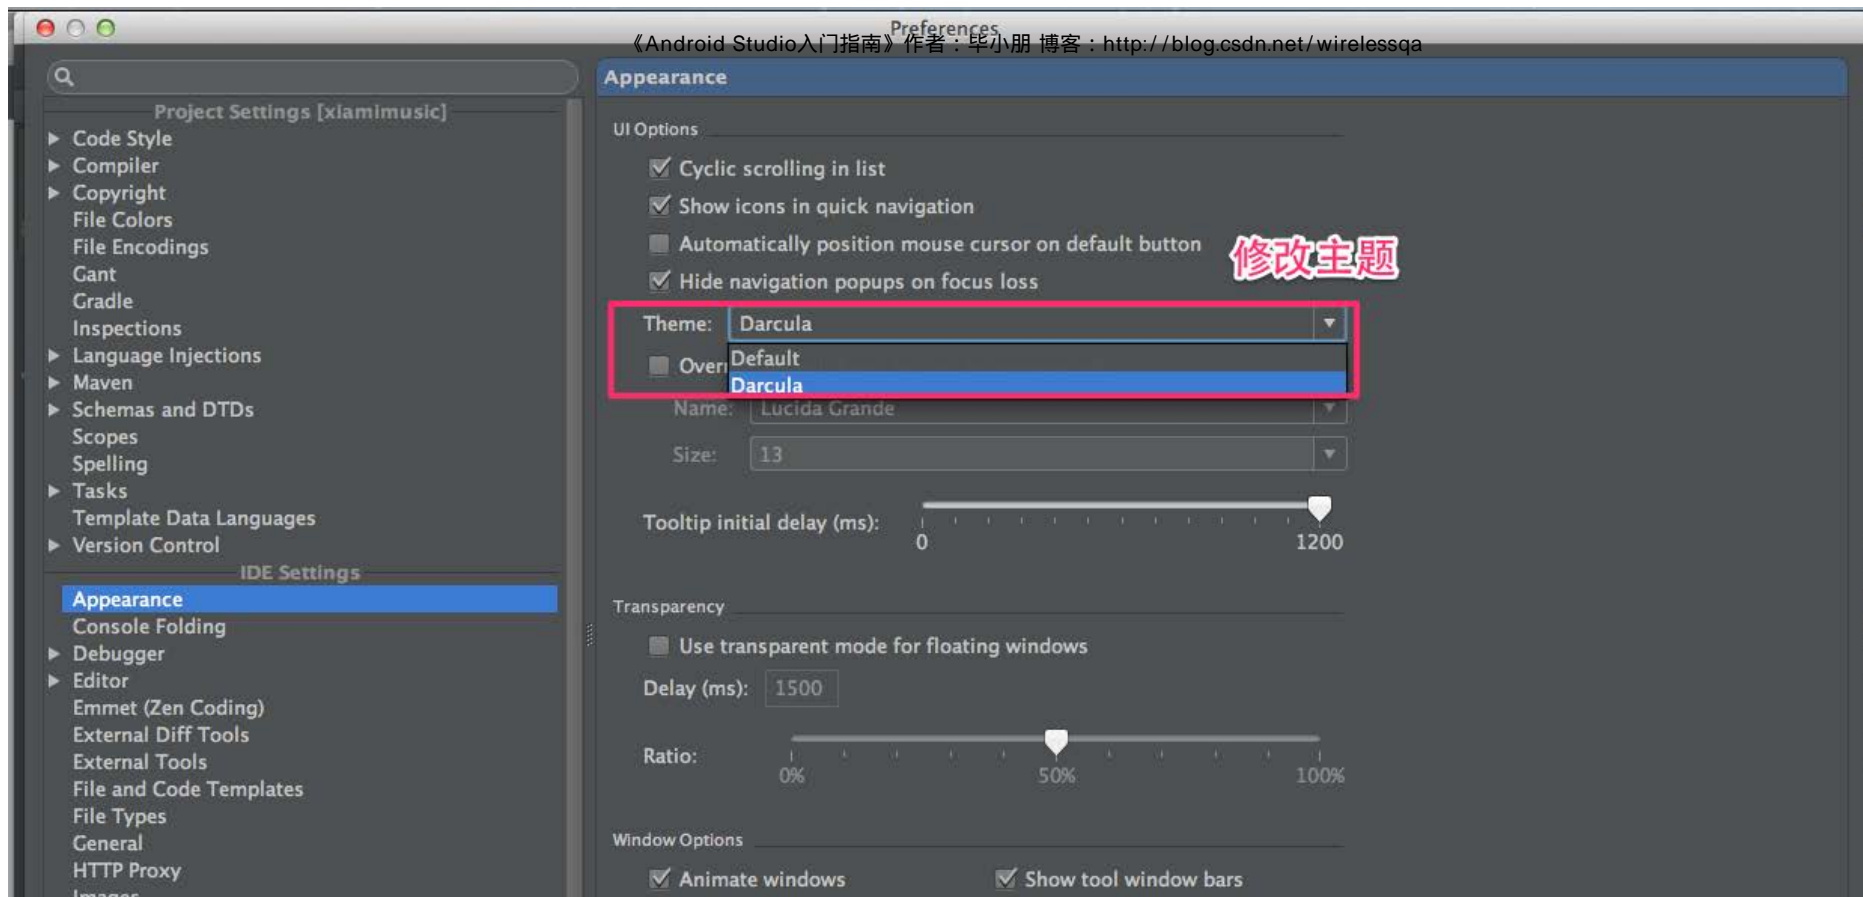 Preferences
《Android Studio入门指南》作者：毕小朋 博客：http://blog.csdn.net/wirelessqa
Project Settings [xiamimusic]
Code Style
Compiler
Copyright
File Colors
File Encodings
Gant
Gradle
Inspections
Language Injections
Maven
Schemas and DTDs
Scopes
Spelling
Tasks
Template Data Languages
Version Control
IDE Settings
Appearance
Console Folding
Debugger
Editor
Emmet (Zen Coding)
External Diff Tools
External Tools
File and Code Templates
File Types
General
HTTP Proxy
Images
Appearance
UI Options
Cyclic scrolling in list
Show icons in quick navigation
Automatically position mouse cursor on default button
修改主题
Hide navigation popups on focus loss
Theme: Darcula
Default
Darcula
Name: Lucida Grande
Size: 13
Tooltip initial delay (ms):
0 1200
Transparency
Use transparent mode for floating windows
Delay (ms): 1500
Ratio:
0% 50% 100%
Window Options
Animate windows Show tool window bars